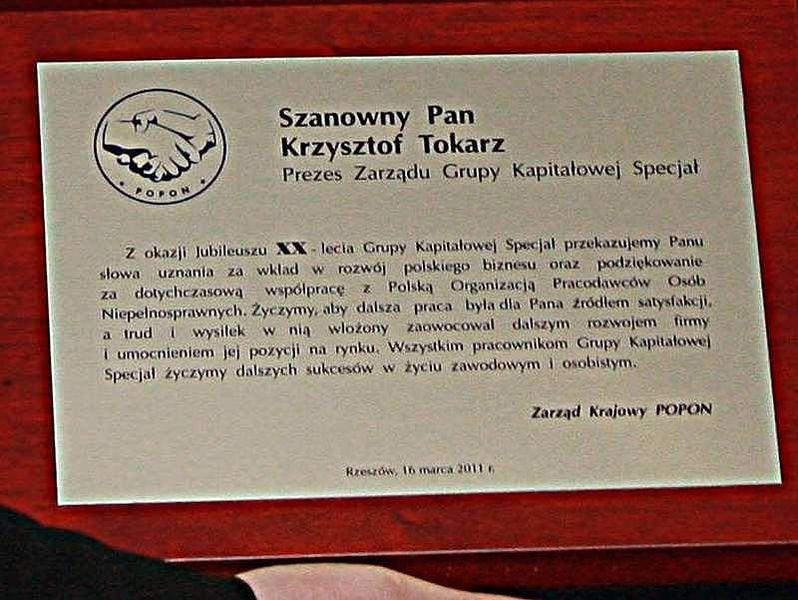 POPON
Szanowny Pan
Krzysztof Tokarz
Prezes Zarządu Grupy Kapitałowej Specjał
Z okazji Jubileuszu XX - lecia Grupy Kapitałowej Specjał przekazujemy Panu
słowa uznania za wkład w rozwój polskiego biznesu oraz podziękowanie
za dotychczasową współpracę z Polską Organizacją Pracodawców Osób
Niepełnosprawnych. Życzymy, aby dalsza praca była dla Pana źródłem satysfakcji,
a trud i wysiłek w nią włożony zaowocował dalszym rozwojem firmy
i umocnieniem jej pozycji na rynku. Wszystkim pracownikom Grupy Kapitałowej
Specjał życzymy dalszych sukcesów w życiu zawodowym i osobistym.
Zarząd Krajowy POPON
Rzeszów, 16 marca 2011 r.